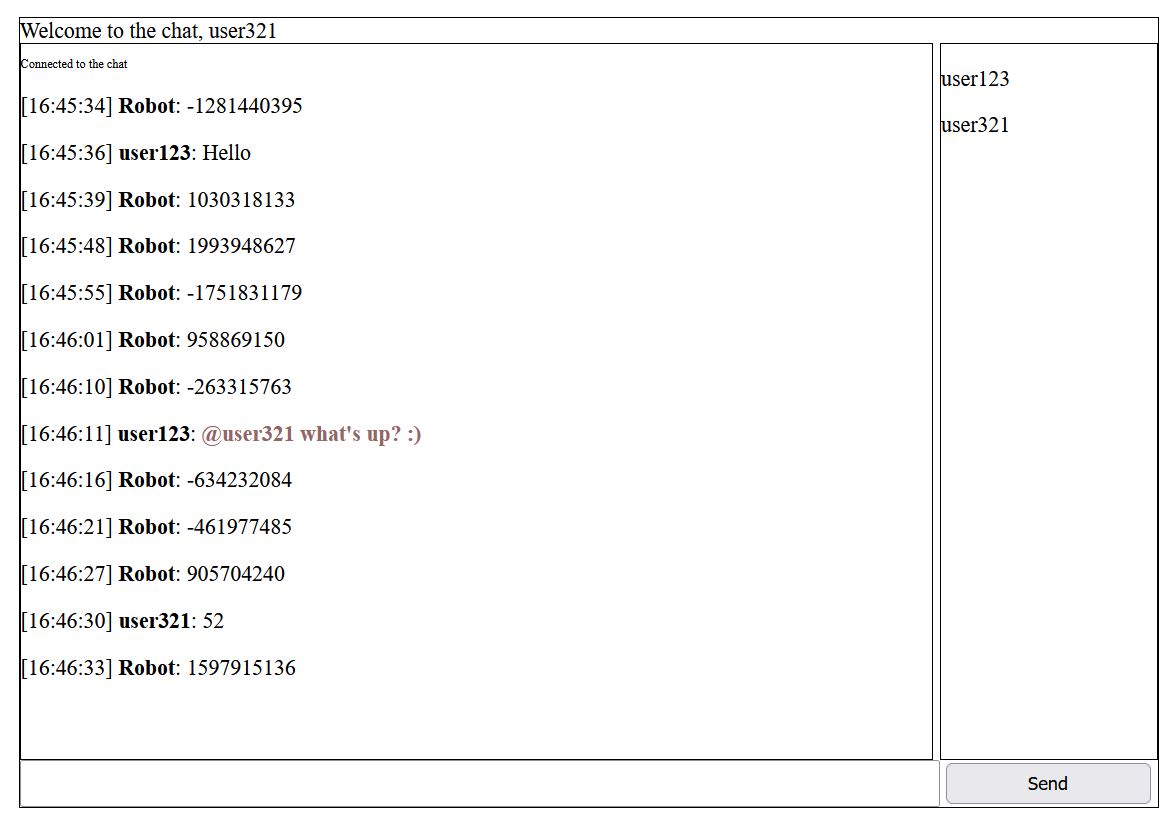 Welcome to the chat, user321
Connected to the chat
[16:45:34] Robot: -1281440395
[16:45:36] user123: Hello
[16:45:39] Robot: 1030318133
[16:45:48] Robot: 1993948627
[16:45:55] Robot: -1751831179
[16:46:01] Robot: 958869150
[16:46:10] Robot: -263315763
[16:46:11] user123: @user321 what's up? :)
[16:46:16] Robot: -634232084
[16:46:21] Robot: -461977485
[16:46:27] Robot: 905704240
[16:46:30] user321: 52
[16:46:33] Robot: 1597915136
user123
user321
Send